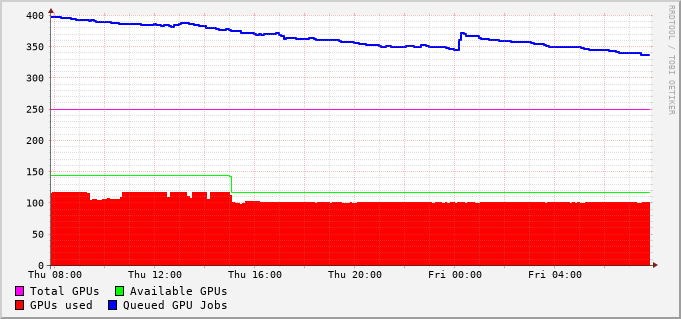 400
350
300
250
200
150
100
50
0
Thu 08:00 Thu 12:00 Thu 16:00 Thu 20:00 Fri 00:00 Fri 04:00
Total GPUs Available GPUs
GPUs used Queued GPU Jobs
RRDTOOL / TOBI OETIKER